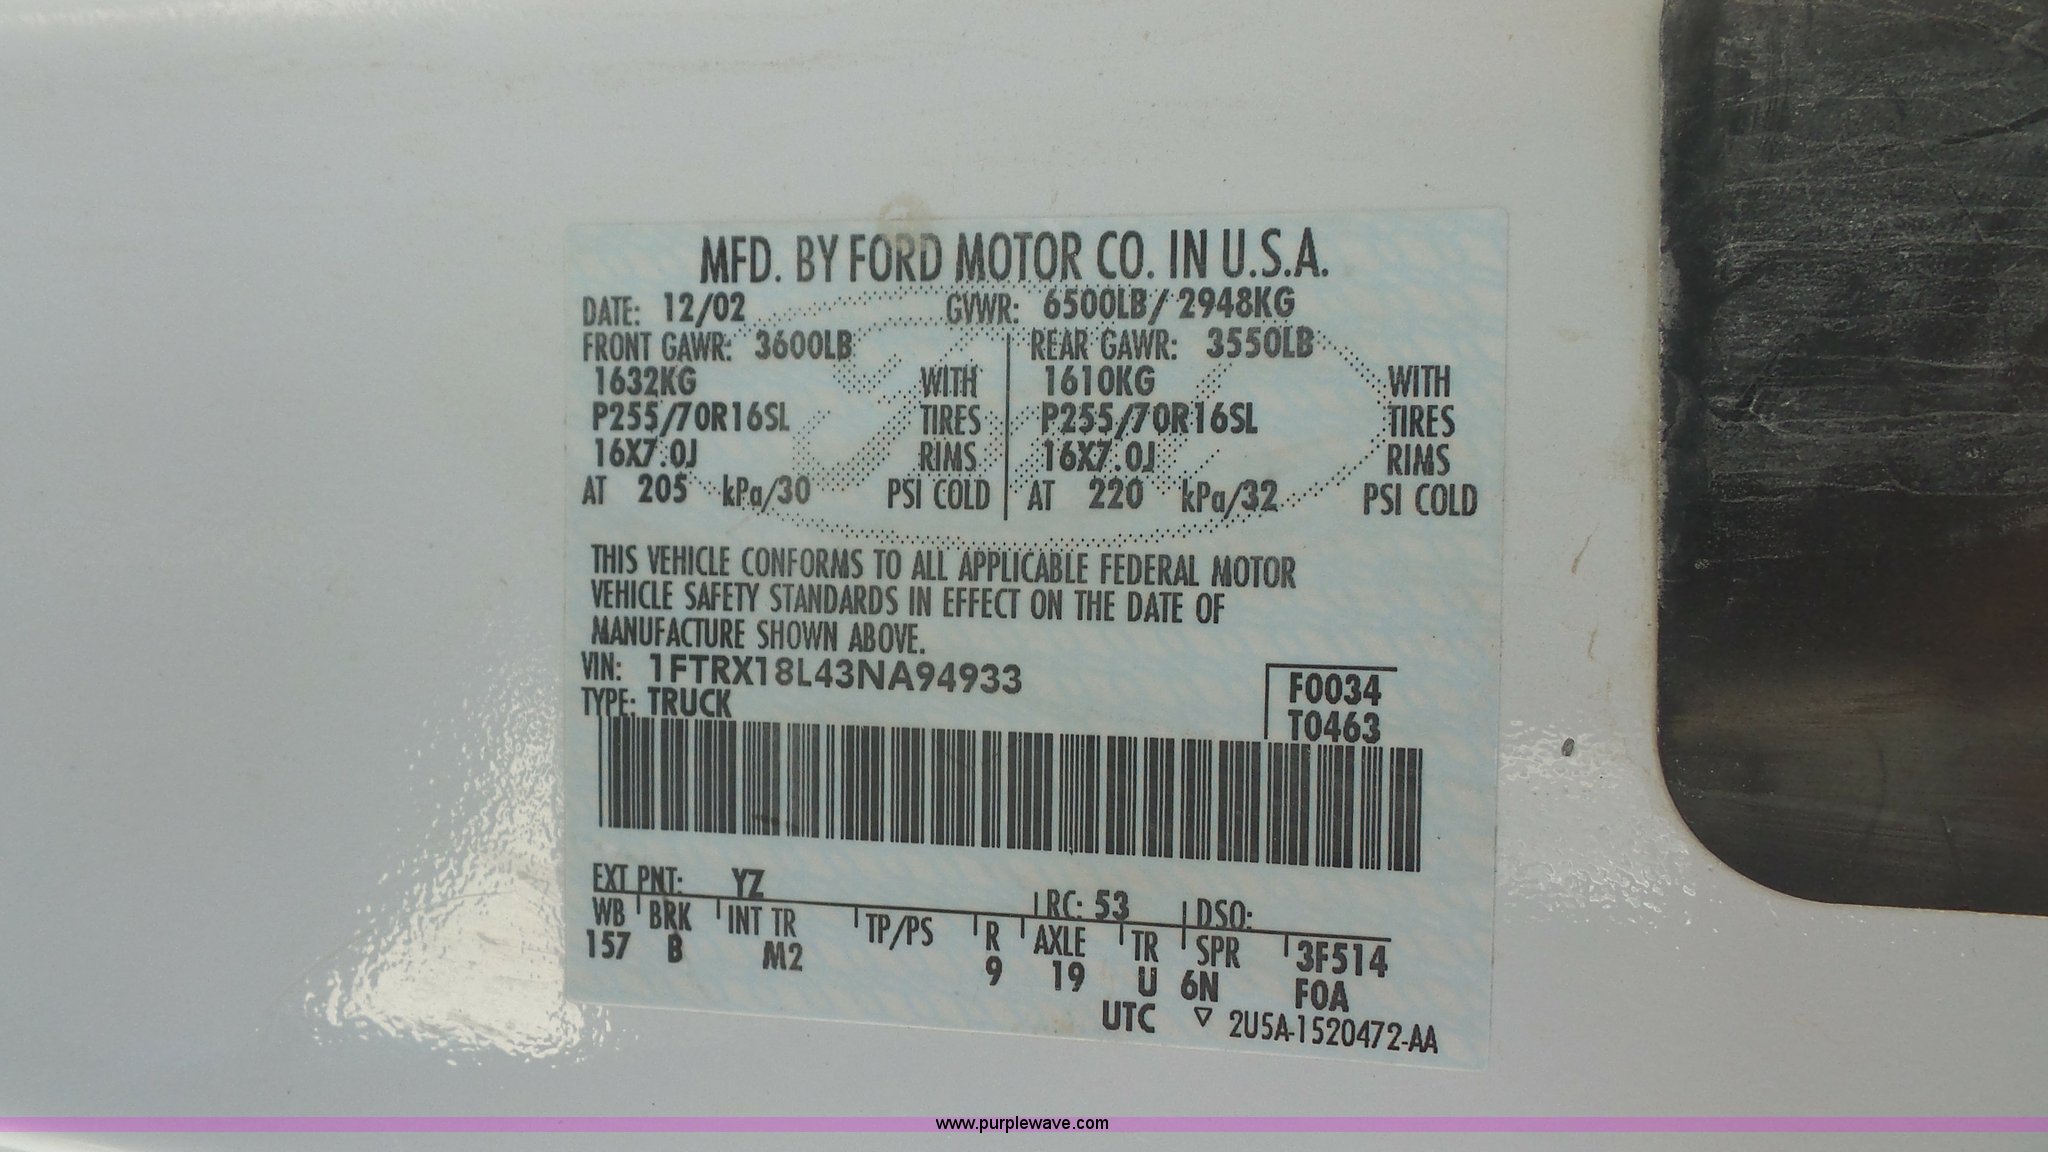 MFD. BY FORD MOTOR CO. IN U.S.A.
DATE: 12/02 GVWR: 6500LB/ 2948KG
FRONT GAWR: 3600LB REAR GAWR: 3550LB
1632KG WITH 1610KG WITH
P255/70R16SL TIRES P255/70R16SL TIRES
16X7.0J RIMS 16X7.0J RIMS
AT 205 kPa/30 PSI COLD AT 220 kPa/32 PSI COLD
THIS VEHICLE CONFORMS TO ALL APPLICABLE FEDERAL MOTOR
VEHICLE SAFETY STANDARDS IN EFFECT ON THE DATE OF
MANUFACTURE SHOWN ABOVE.
VIN: 1FTRX18L43NA94933
F0034
TYPE: TRUCK
T0463
EXT PNT: YZ RC: 53 DSO:
WB BRK INT TR TP/PS R AXLE TR SPR 3F514
157 B M2 9 19 U 6N F0A
UTC ▽ 2U5A-1520472-AA
www.purplewave.com